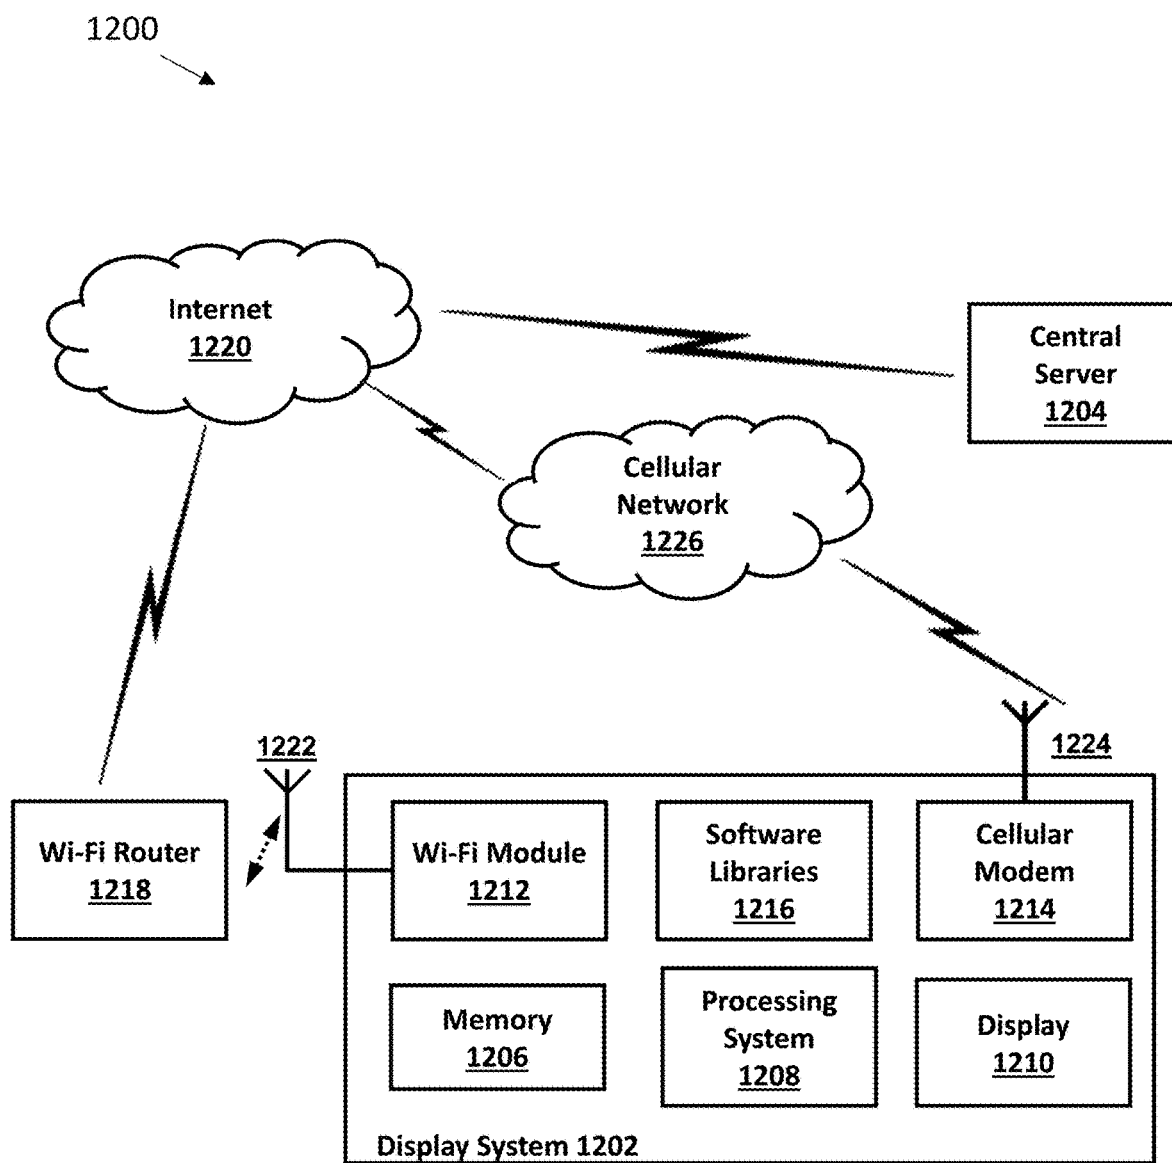 1200
Internet
1220
Central
Server
1204
Cellular
Network
1226
1222
1224
Wi-Fi Router
1218
Wi-Fi Module
1212
Software
Libraries
1216
Cellular
Modem
1214
Memory
1206
Processing
System
1208
Display
1210
Display System 1202